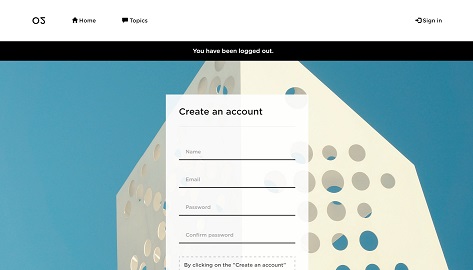 Home
Topics
Sign in
You have been logged out.
Create an account
Name
Email
Password
Confirm password
By clicking on the "Create an account"